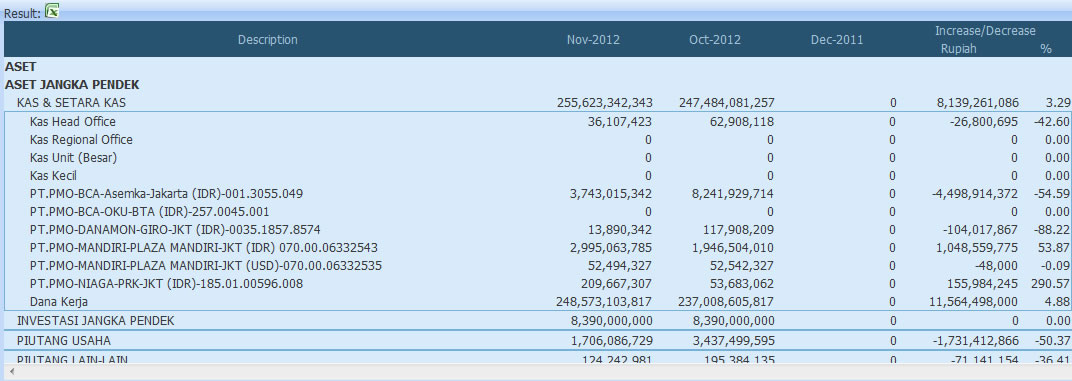 Result:
Description Nov-2012 Oct-2012 Dec-2011 Increase/Decrease
Rupiah %
ASET
ASET JANGKA PENDEK
KAS & SETARA KAS 255,623,342,343 247,484,081,257 0 8,139,261,086 3.29
Kas Head Office 36,107,423 62,908,118 0 -26,800,695 -42.60
Kas Regional Office 0 0 0 0 0.00
Kas Unit (Besar) 0 0 0 0 0.00
Kas Kecil 0 0 0 0 0.00
PT.PMO-BCA-Asemka-Jakarta (IDR)-001.3055.049 3,743,015,342 8,241,929,714 0 -4,498,914,372 -54.59
PT.PMO-BCA-OKU-BTA (IDR)-257.0045.001 0 0 0 0 0.00
PT.PMO-DANAMON-GIRO-JKT (IDR)-0035.1857.8574 13,890,342 117,908,209 0 -104,017,867 -88.22
PT.PMO-MANDIRI-PLAZA MANDIRI-JKT (IDR) 070.00.06332543 2,995,063,785 1,946,504,010 0 1,048,559,775 53.87
PT.PMO-MANDIRI-PLAZA MANDIRI-JKT (USD)-070.00.06332535 52,494,327 52,542,327 0 -48,000 -0.09
PT.PMO-NIAGA-PRK-JKT (IDR)-185.01.00596.008 209,667,307 53,683,062 0 155,984,245 290.57
Dana Kerja 248,573,103,817 237,008,605,817 0 11,564,498,000 4.88
INVESTASI JANGKA PENDEK 8,390,000,000 8,390,000,000 0 0 0.00
PIUTANG USAHA 1,706,086,729 3,437,499,595 0 -1,731,412,866 -50.37
PIUTANG LAIN-LAIN 124,242,981 195,384,135 0 -71,141,154 -36.41